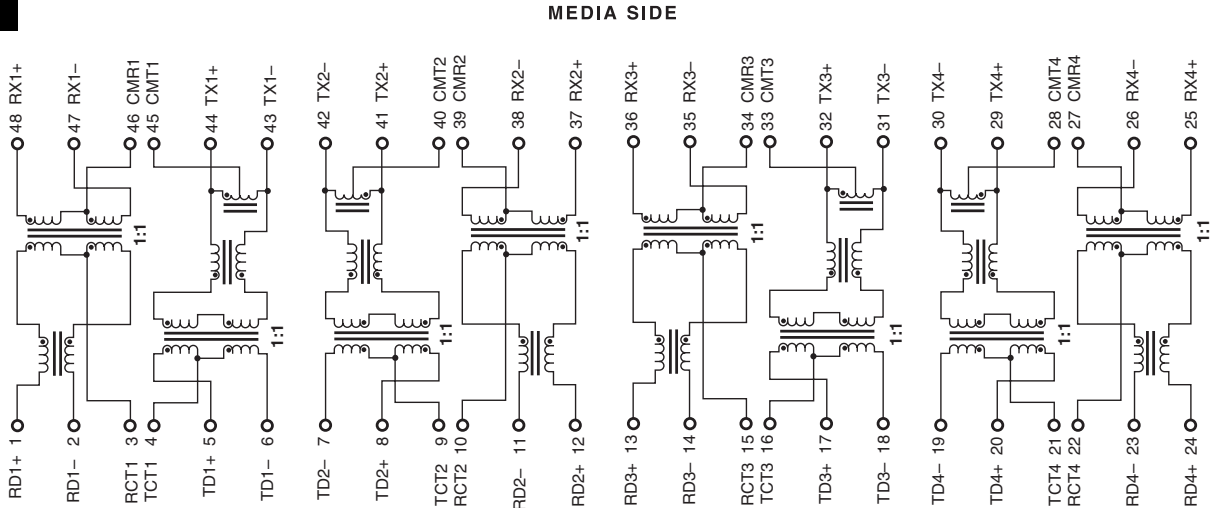 MEDIA SIDE
48 RX1+
47 RX1–
46 CMR1
45 CMT1
44 TX1+
43 TX1–
42 TX2–
41 TX2+
40 CMT2
39 CMR2
38 RX2–
37 RX2+
36 RX3+
35 RX3–
34 CMR3
33 CMT3
32 TX3+
31 TX3–
30 TX4–
29 TX4+
28 CMT4
27 CMR4
26 RX4–
25 RX4+
1:1
1:1
1:1
1:1
1:1
1:1
1:1
1:1
RD1+ 1
RD1– 2
RCT1 3
TCT1 4
TD1+ 5
TD1– 6
TD2– 7
TD2+ 8
TCT2 9
RCT2 10
RD2– 11
RD2+ 12
RD3+ 13
RD3– 14
RCT3 15
TCT3 16
TD3+ 17
TD3– 18
TD4– 19
TD4+ 20
TCT4 21
RCT4 22
RD4– 23
RD4+ 24